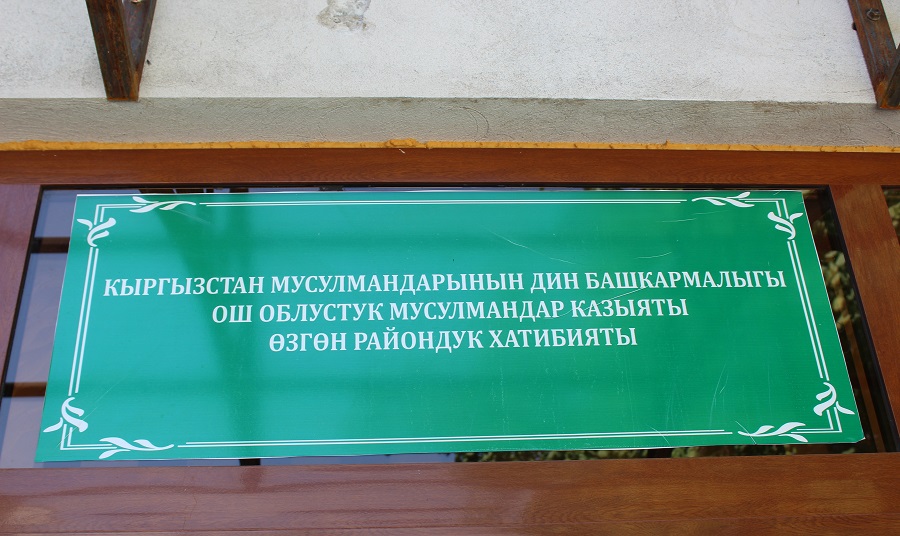 КЫРГЫЗСТАН МУСУЛМАНДАРЫНЫН ДИН БАШКАРМАЛЫГЫ
ОШ ОБЛУСТУК МУСУЛМАНДАР КАЗЫЯТЫ
ӨЗГӨН РАЙОНДУК ХАТИБИЯТЫ